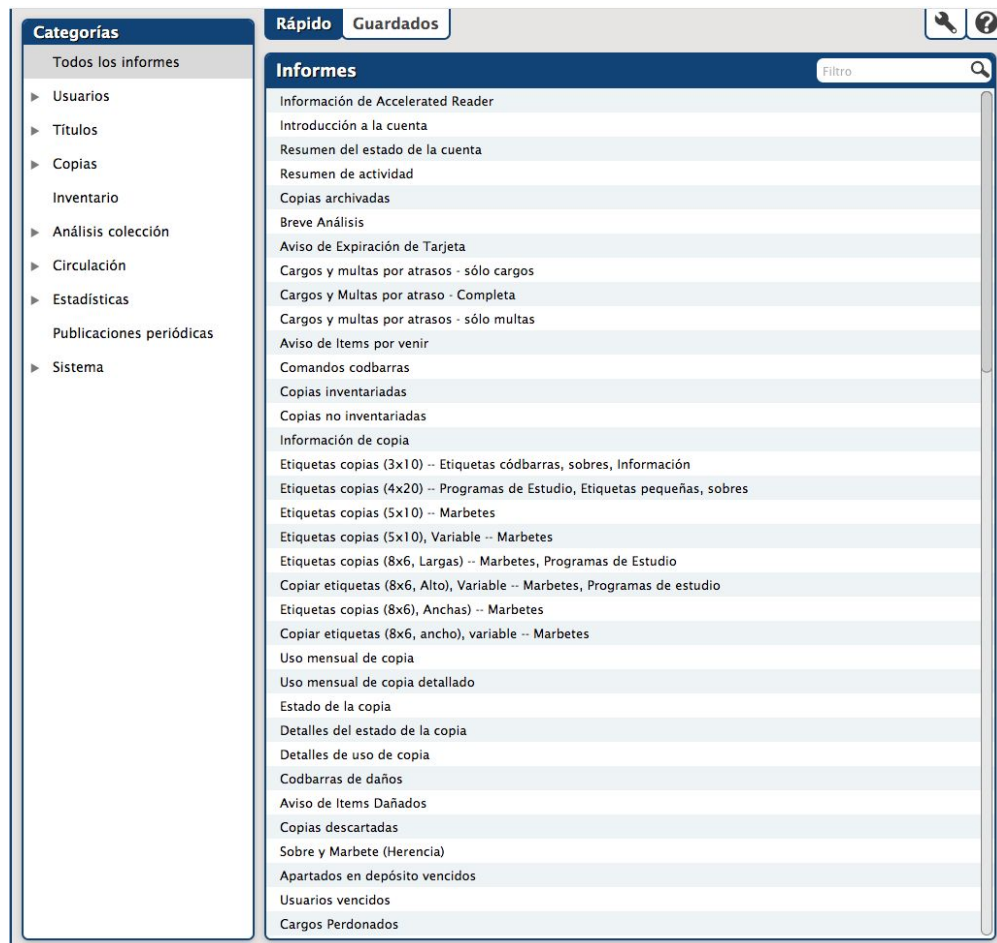 Categorías
Todos los informes
Usuarios
Títulos
Copias
Inventario
Análisis colección
Circulación
Estadísticas
Publicaciones periódicas
Sistema
Rápido
Guardados
Informes
Filtro
Información de Accelerated Reader
Introducción a la cuenta
Resumen del estado de la cuenta
Resumen de actividad
Copias archivadas
Breve Análisis
Aviso de Expiración de Tarjeta
Cargos y multas por atrasos - sólo cargos
Cargos y Multas por atraso - Completa
Cargos y multas por atrasos - sólo multas
Aviso de Items por venir
Comandos codbarras
Copias inventariadas
Copias no inventariadas
Información de copia
Etiquetas copias (3x10) -- Etiquetas códbarras, sobres, Información
Etiquetas copias (4x20) -- Programas de Estudio, Etiquetas pequeñas, sobres
Etiquetas copias (5x10) -- Marbetes
Etiquetas copias (5x10), Variable -- Marbetes
Etiquetas copias (8x6, Largas) -- Marbetes, Programas de Estudio
Copiar etiquetas (8x6, Alto), Variable -- Marbetes, Programas de estudio
Etiquetas copias (8x6), Anchas) -- Marbetes
Copiar etiquetas (8x6, ancho), variable -- Marbetes
Uso mensual de copia
Uso mensual de copia detallado
Estado de la copia
Detalles del estado de la copia
Detalles de uso de copia
Codbarras de daños
Aviso de Items Dañados
Copias descartadas
Sobre y Marbete (Herencia)
Apartados en depósito vencidos
Usuarios vencidos
Cargos Perdonados